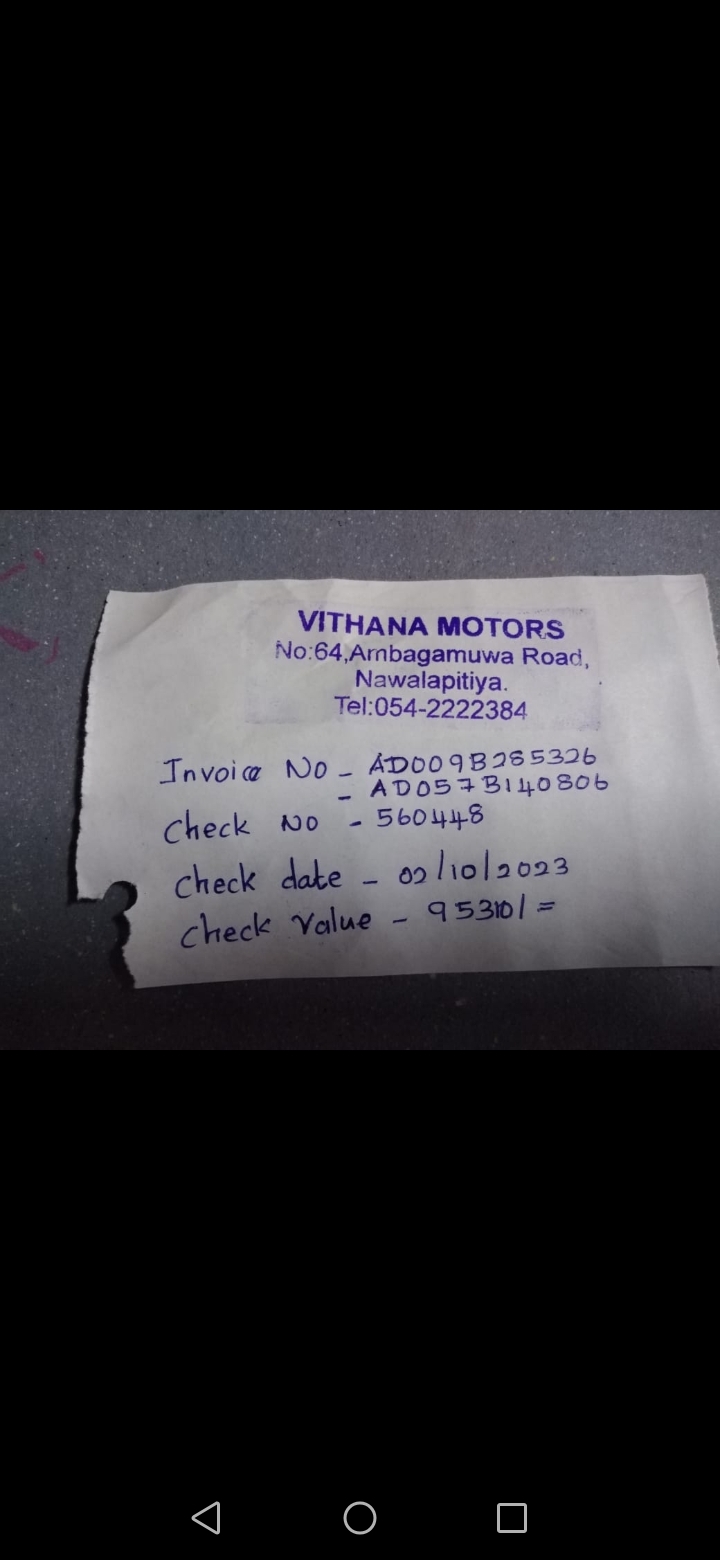 VITHANA MOTORS
No:64,Ambagamuwa Road,
Nawalapitiya.
Tel:054-2222384
Invoice No - AD009B285326
- AD057B140806
Check No - 560448
Check date - 02/10/2023
Check Value - 95310/=